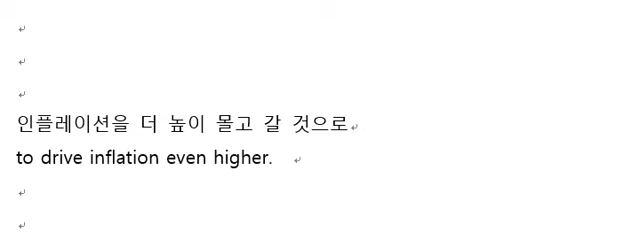 인플레이션을 더 높이 몰고 갈 것으로
to drive inflation even higher.